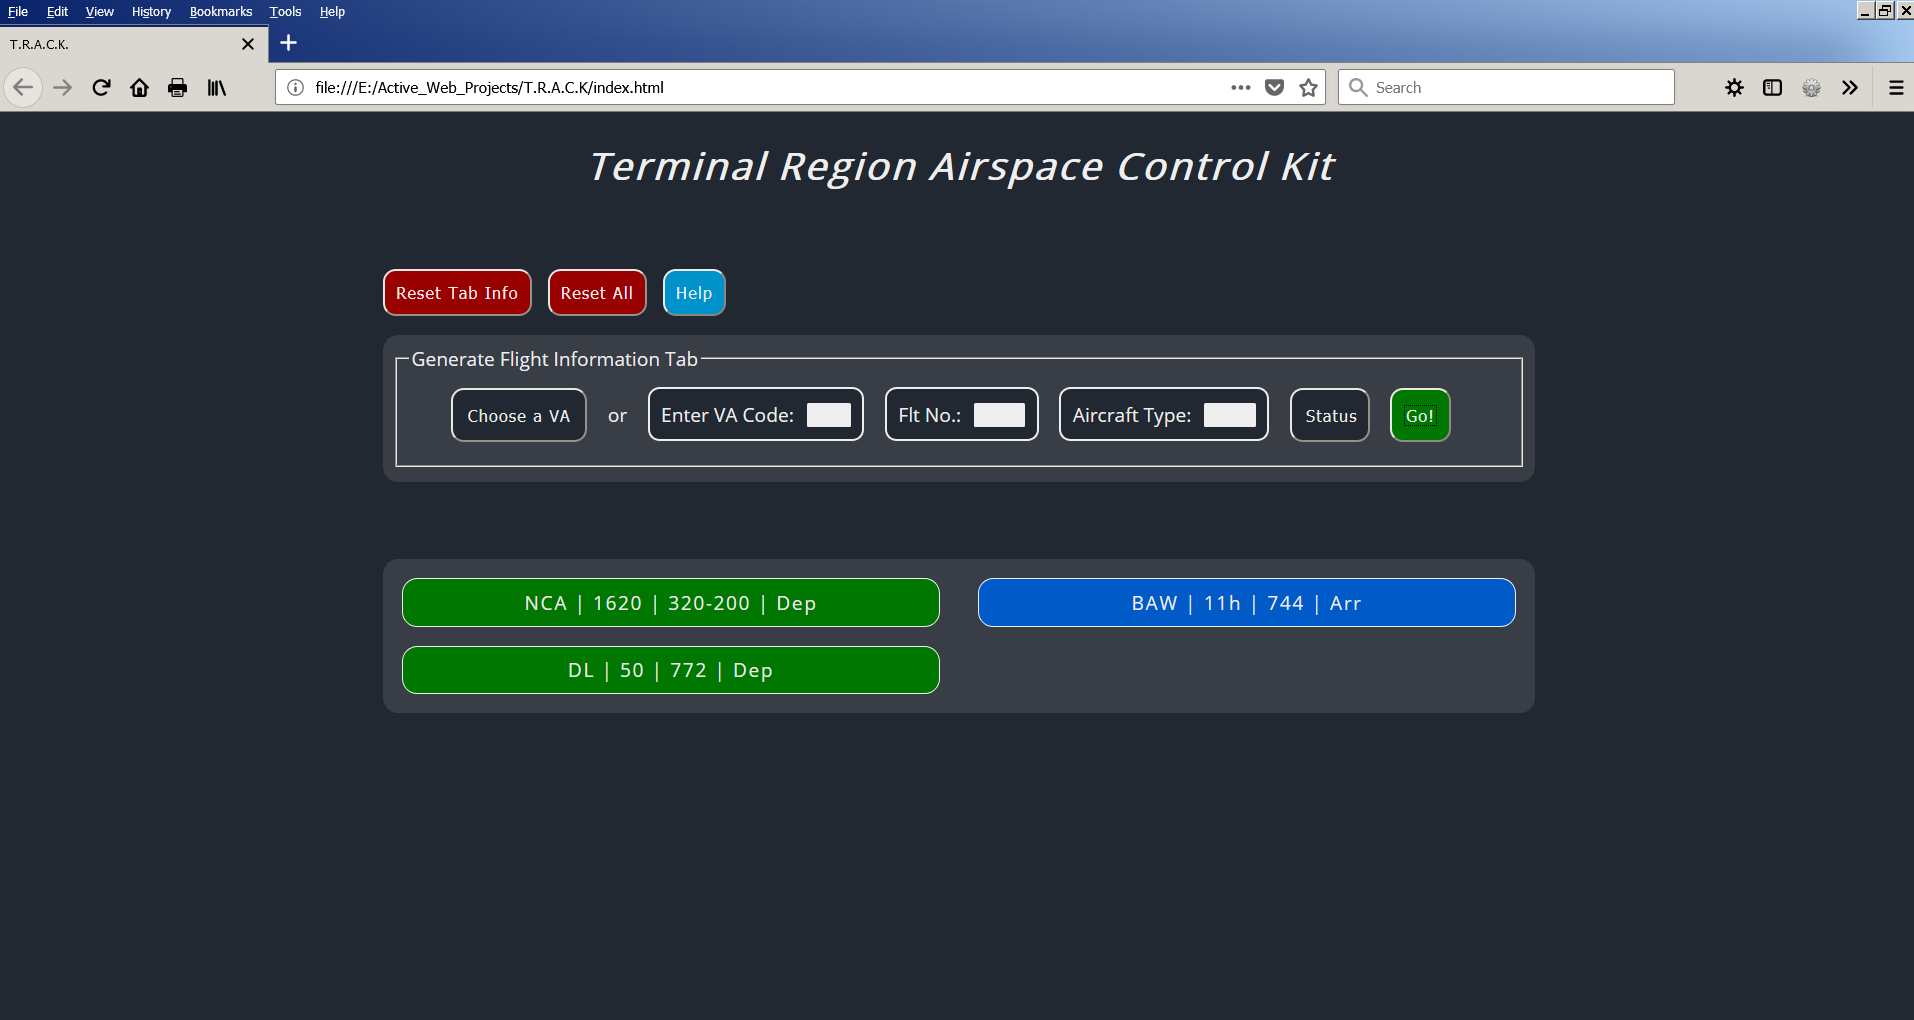 File Edit View History Bookmarks Tools Help
T.R.A.C.K.
file:///E:/Active_Web_Projects/T.R.A.C.K/index.html
Search
Terminal Region Airspace Control Kit
Reset Tab Info Reset All Help
Generate Flight Information Tab
Choose a VA or Enter VA Code: Flt No.: Aircraft Type: Status Go!
NCA | 1620 | 320-200 | Dep
BAW | 11h | 744 | Arr
DL | 50 | 772 | Dep